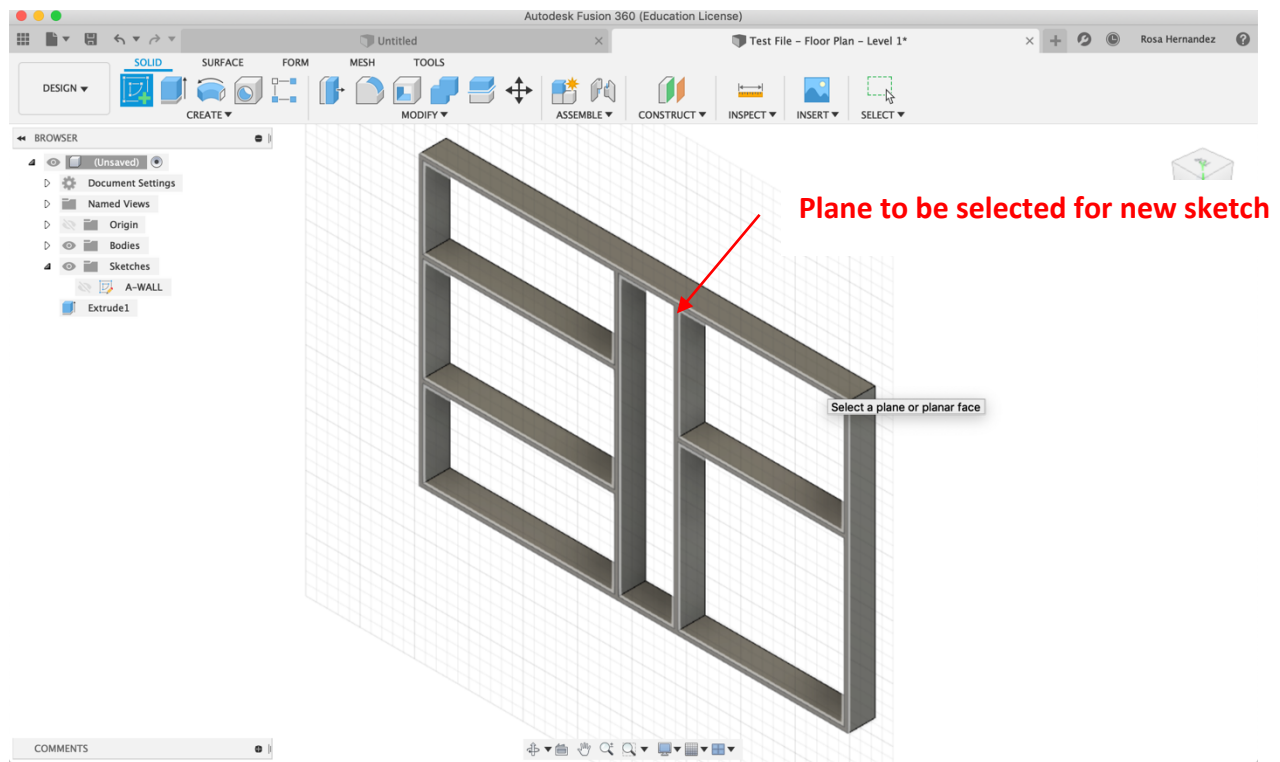 Autodesk Fusion 360 (Education License)
Untitled
Test File – Floor Plan – Level 1*
Rosa Hernandez
SOLID SURFACE FORM MESH TOOLS
DESIGN
CREATE MODIFY ASSEMBLE CONSTRUCT INSPECT INSERT SELECT
BROWSER
(Unsaved)
Document Settings
Named Views
Origin
Bodies
Sketches
A-WALL
Extrude1
Plane to be selected for new sketch
Select a plane or planar face
COMMENTS